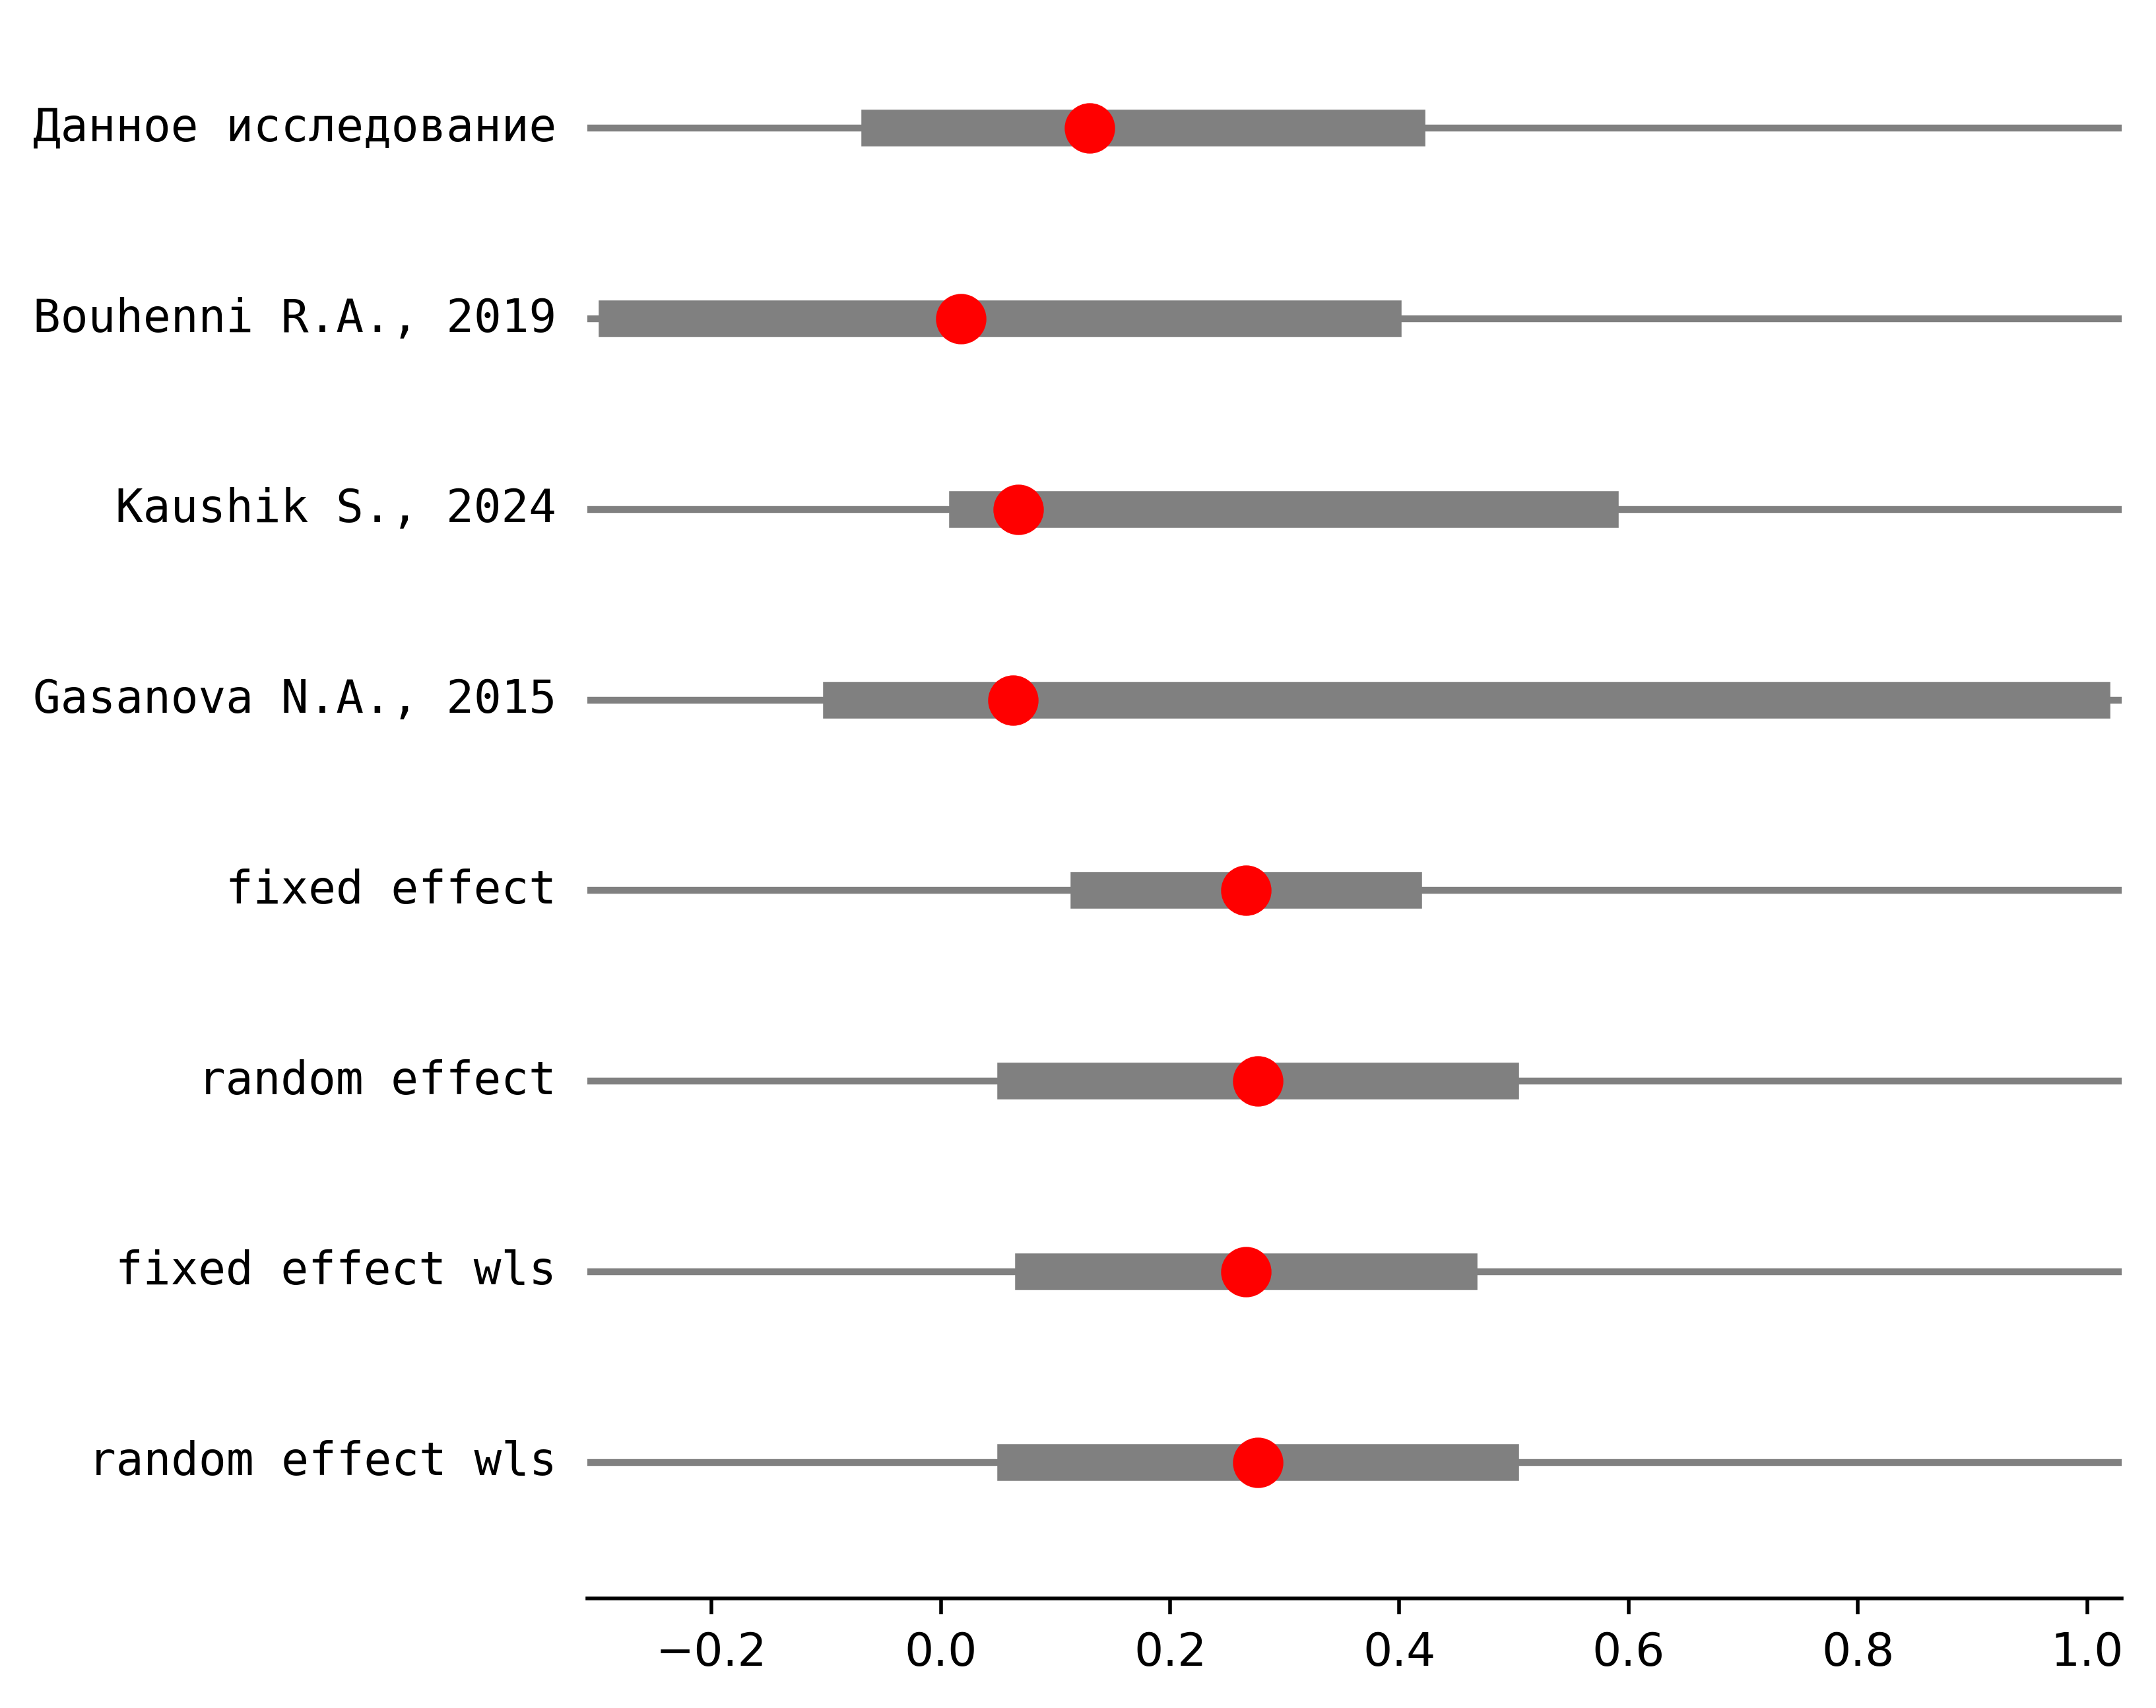 Данное исследование
Bouhenni R.A., 2019
Kaushik S., 2024
Gasanova N.A., 2015
fixed effect
random effect
fixed effect wls
random effect wls
−0.2 0.0 0.2 0.4 0.6 0.8 1.0